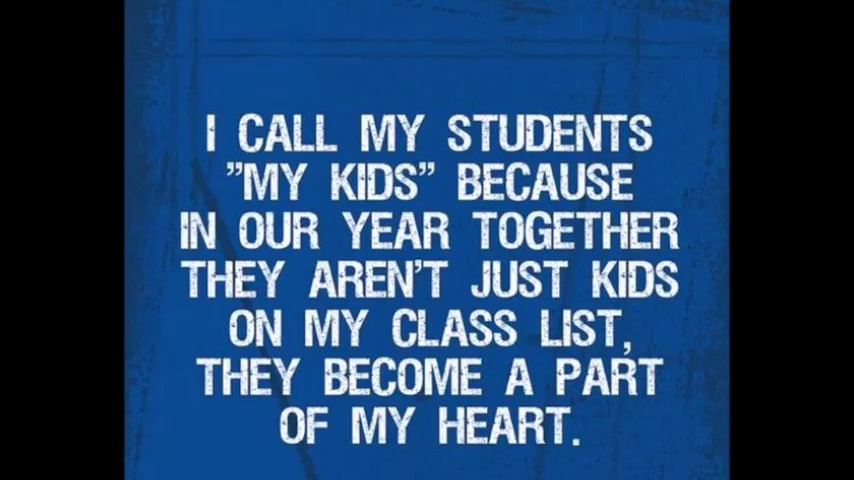 I CALL MY STUDENTS
”MY KIDS” BECAUSE
IN OUR YEAR TOGETHER
THEY AREN’T JUST KIDS
ON MY CLASS LIST,
THEY BECOME A PART
OF MY HEART.